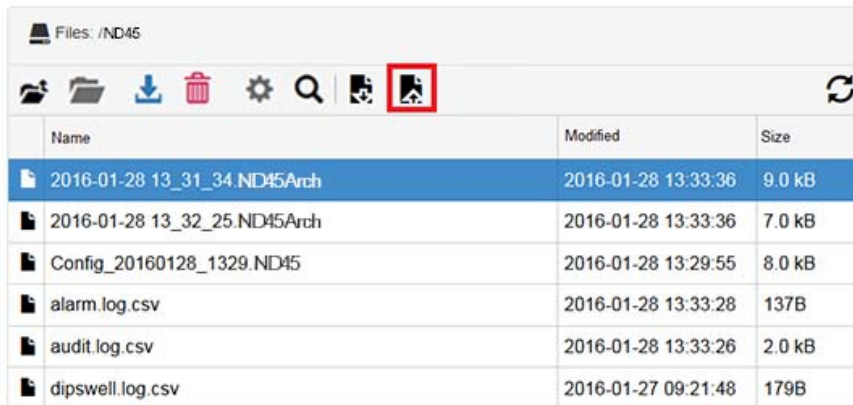 Files: /ND45
Name Modified Size
2016-01-28 13_31_34.ND45Arch 2016-01-28 13:33:36 9.0 kB
2016-01-28 13_32_25.ND45Arch 2016-01-28 13:33:36 7.0 kB
Config_20160128_1329.ND45 2016-01-28 13:29:55 8.0 kB
alarm.log.csv 2016-01-28 13:33:28 137B
audit.log.csv 2016-01-28 13:33:26 2.0 kB
dipswell.log.csv 2016-01-27 09:21:48 179B